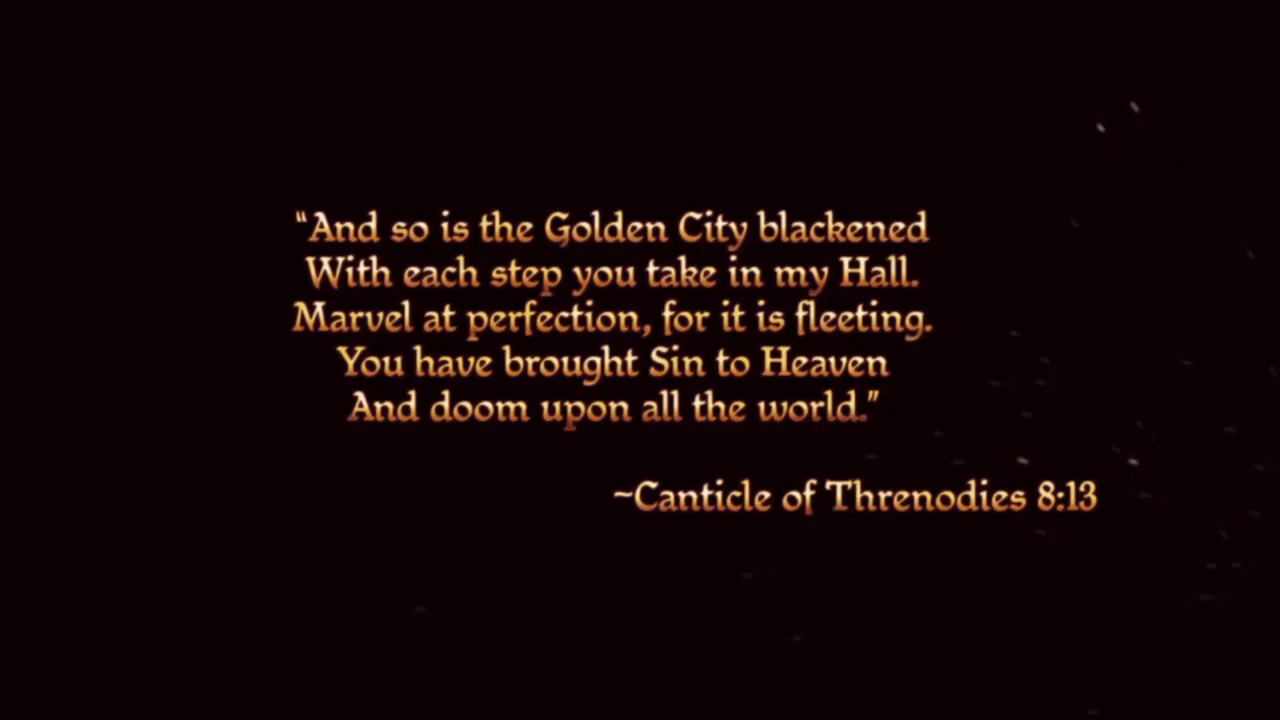 “And so is the Golden City blackened
With each step you take in my Hall.
Marvel at perfection, for it is fleeting.
You have brought Sin to Heaven
And doom upon all the world.”
~Canticle of Threnodies 8:13